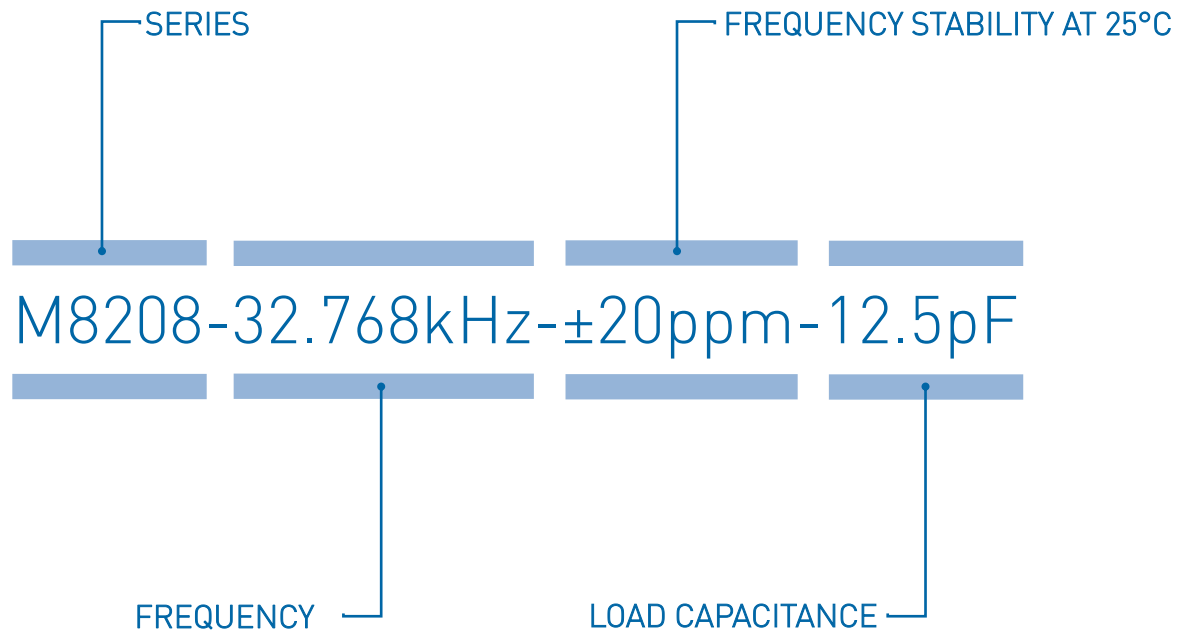 SERIES
FREQUENCY STABILITY AT 25°C
M8208-32.768kHz-±20ppm-12.5pF
FREQUENCY
LOAD CAPACITANCE